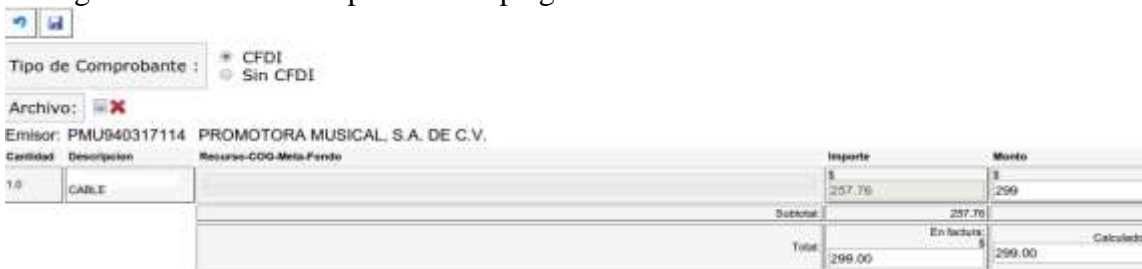 Tipo de Comprobante :
CFDI
Sin CFDI
Archivo:
Emisor: PMU940317114 PROMOTORA MUSICAL, S.A. DE C.V.
Cantidad Descripcion Recurso-COG-Meta-Fondo Importe Monto
1.0 CABLE $ 257.76 $ 299
Subtotal 257.76
Total En factura: $ 299.00 Calculado 299.00